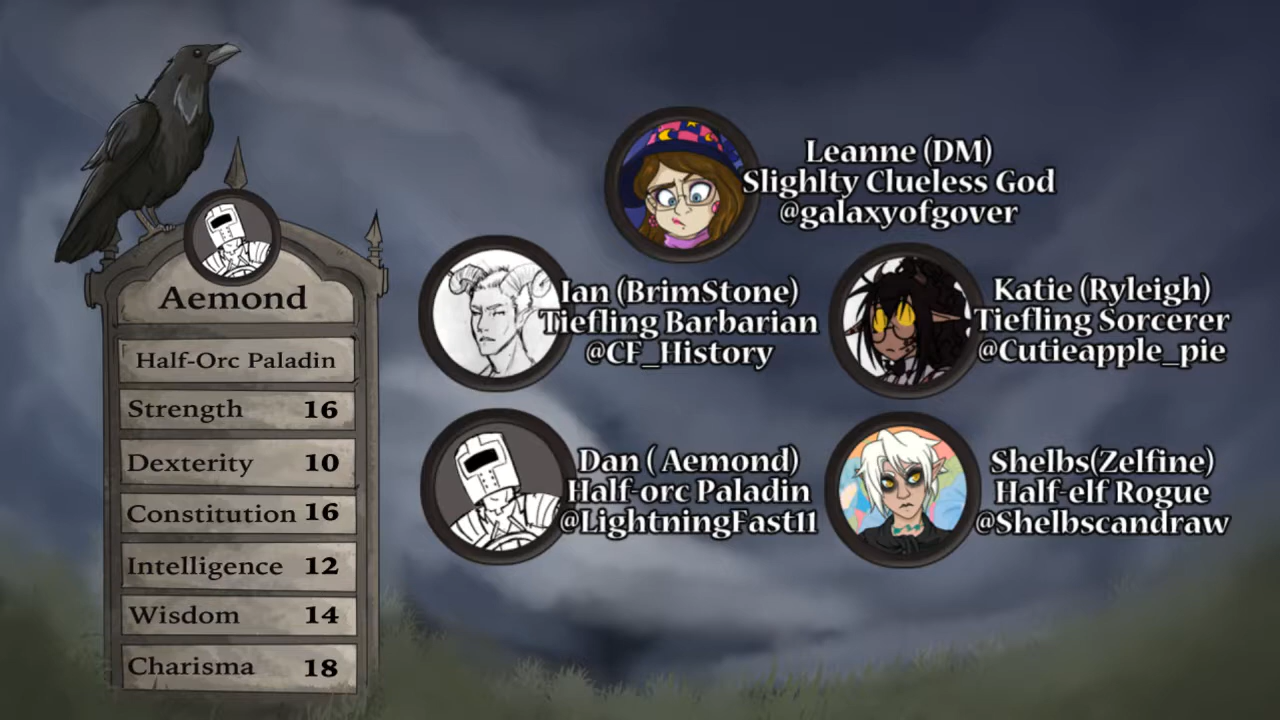 Aemond
Half-Orc Paladin
Strength 16
Dexterity 10
Constitution 16
Intelligence 12
Wisdom 14
Charisma 18
Leanne (DM)
Slighlty Clueless God
@galaxyofgover
Ian (BrimStone)
Tiefling Barbarian
@CF_History
Katie (Ryleigh)
Tiefling Sorcerer
@Cutieapple_pie
Dan ( Aemond)
Half-orc Paladin
@LightningFast11
Shelbs(Zelfine)
Half-elf Rogue
@Shelbscandraw